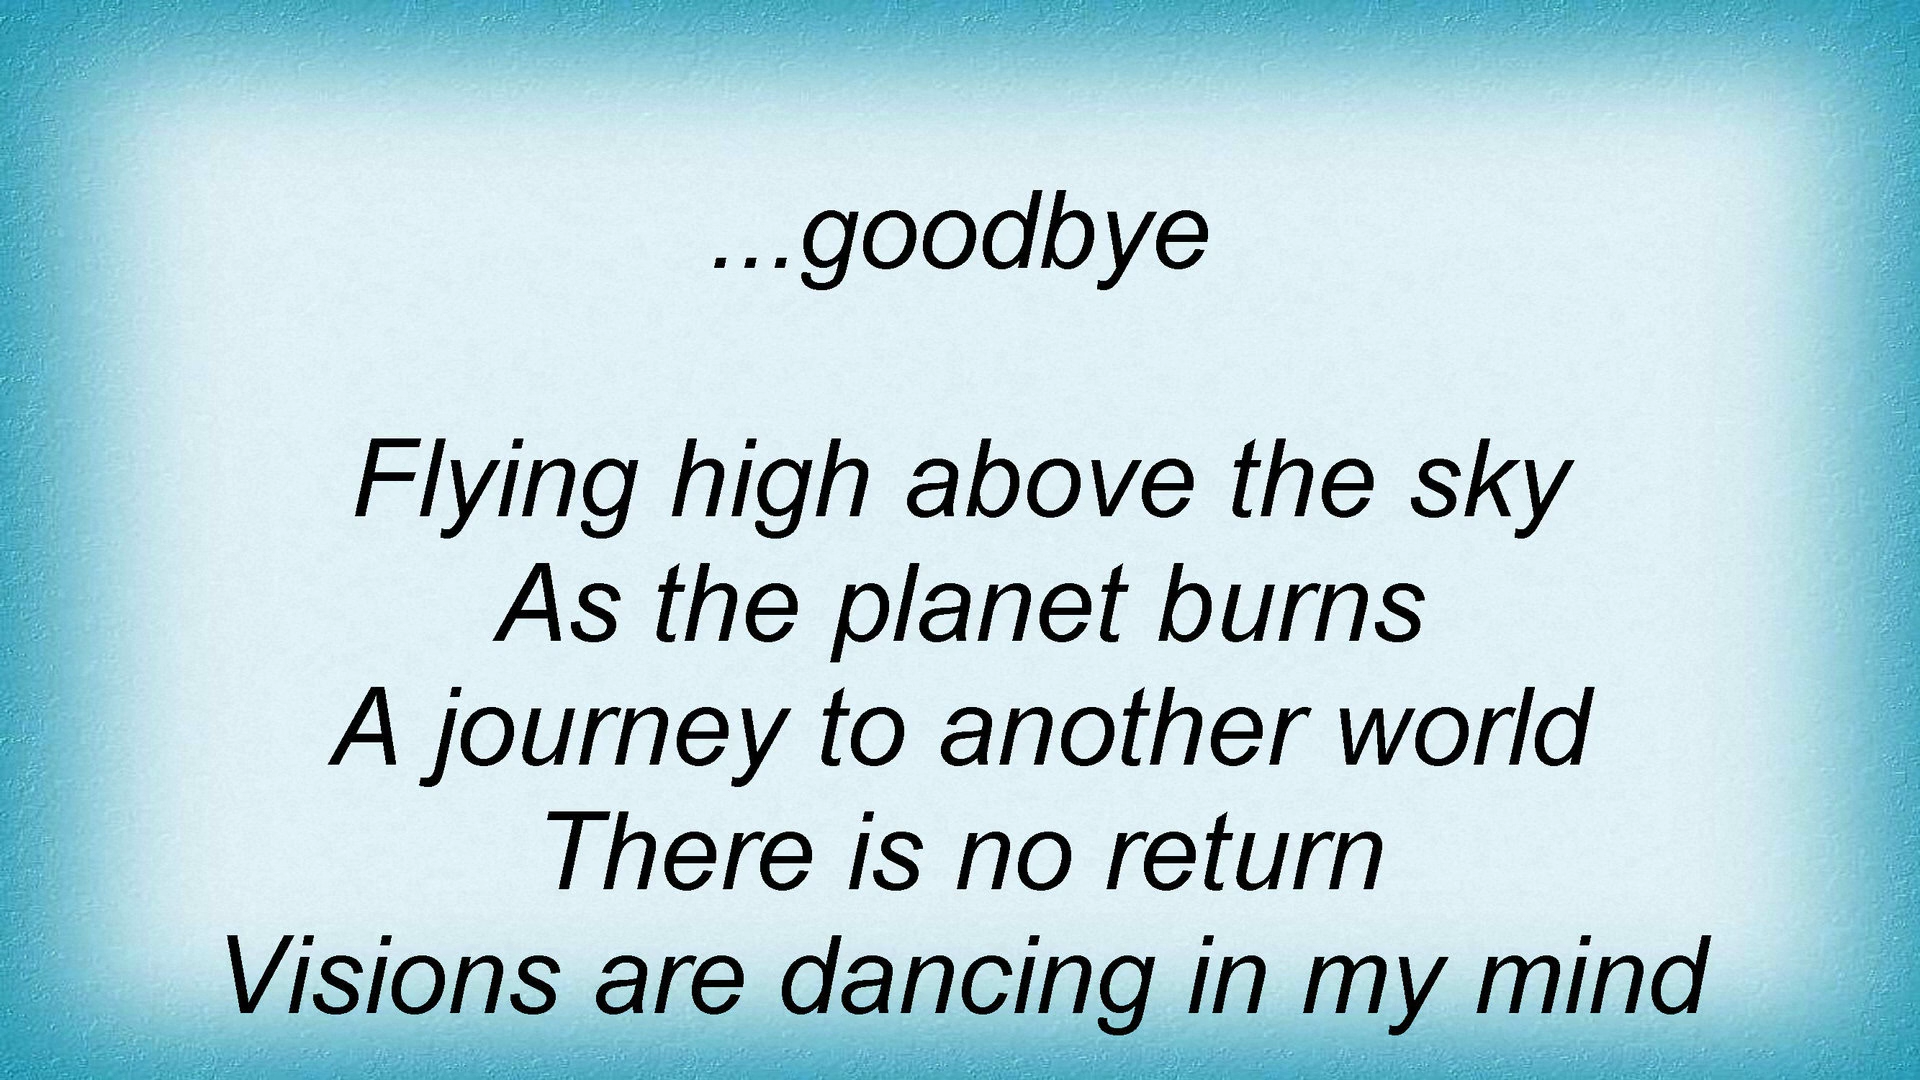 ...goodbye
Flying high above the sky
As the planet burns
A journey to another world
There is no return
Visions are dancing in my mind